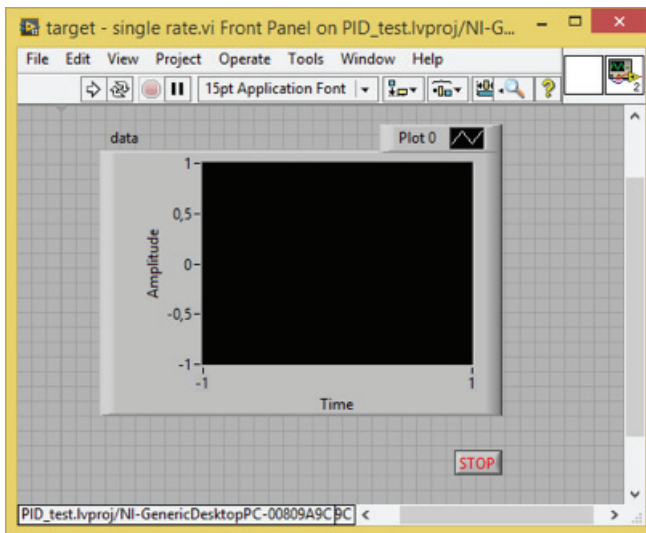 target - single rate.vi Front Panel on PID_test.lvproj/NI-G...
File Edit View Project Operate Tools Window Help
15pt Application Font
2
data
Plot 0
1
0,5
0
-0,5
-1
Amplitude
-1 1
Time
STOP
PID_test.lvproj/NI-GenericDesktopPC-00809A9C 9C